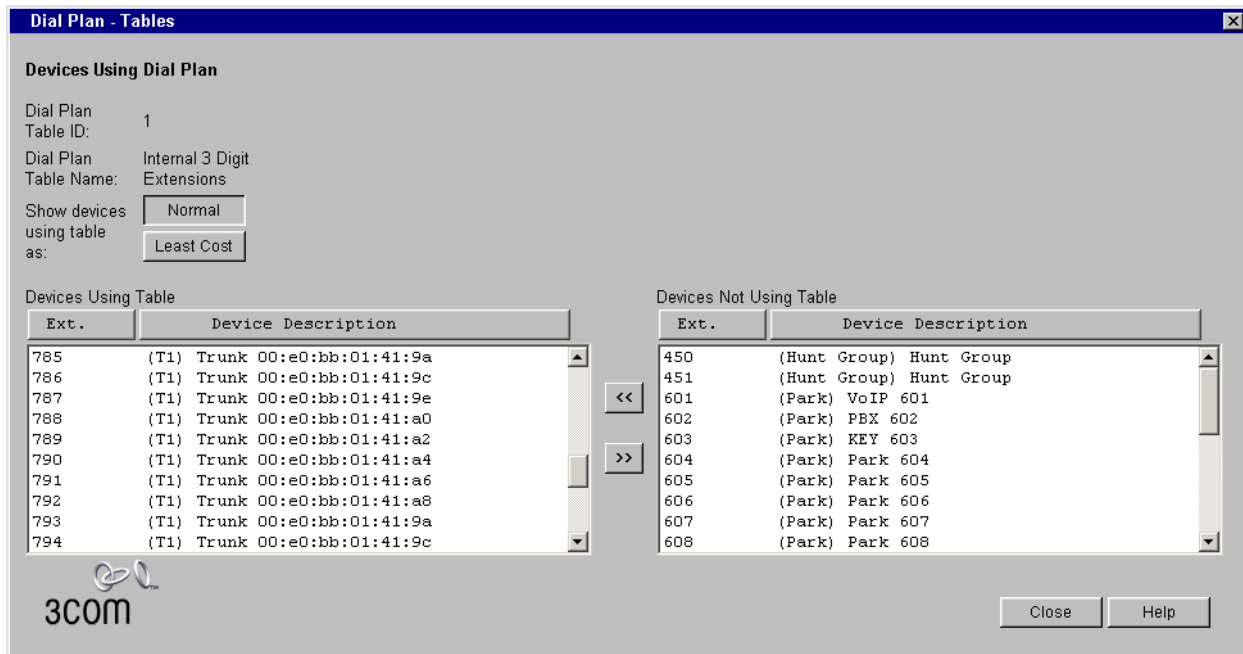 Dial Plan - Tables
Devices Using Dial Plan
Dial Plan
Table ID:
1
Dial Plan
Table Name:
Internal 3 Digit
Extensions
Show devices
using table
as:
Normal
Least Cost
Devices Using Table
Ext. Device Description
785 (T1) Trunk 00:e0:bb:01:41:9a
786 (T1) Trunk 00:e0:bb:01:41:9c
787 (T1) Trunk 00:e0:bb:01:41:9e
788 (T1) Trunk 00:e0:bb:01:41:a0
789 (T1) Trunk 00:e0:bb:01:41:a2
790 (T1) Trunk 00:e0:bb:01:41:a4
791 (T1) Trunk 00:e0:bb:01:41:a6
792 (T1) Trunk 00:e0:bb:01:41:a8
793 (T1) Trunk 00:e0:bb:01:41:9a
794 (T1) Trunk 00:e0:bb:01:41:9c
<<
>>
Devices Not Using Table
Ext. Device Description
450 (Hunt Group) Hunt Group
451 (Hunt Group) Hunt Group
601 (Park) VoIP 601
602 (Park) PBX 602
603 (Park) KEY 603
604 (Park) Park 604
605 (Park) Park 605
606 (Park) Park 606
607 (Park) Park 607
608 (Park) Park 608
3com
Close
Help